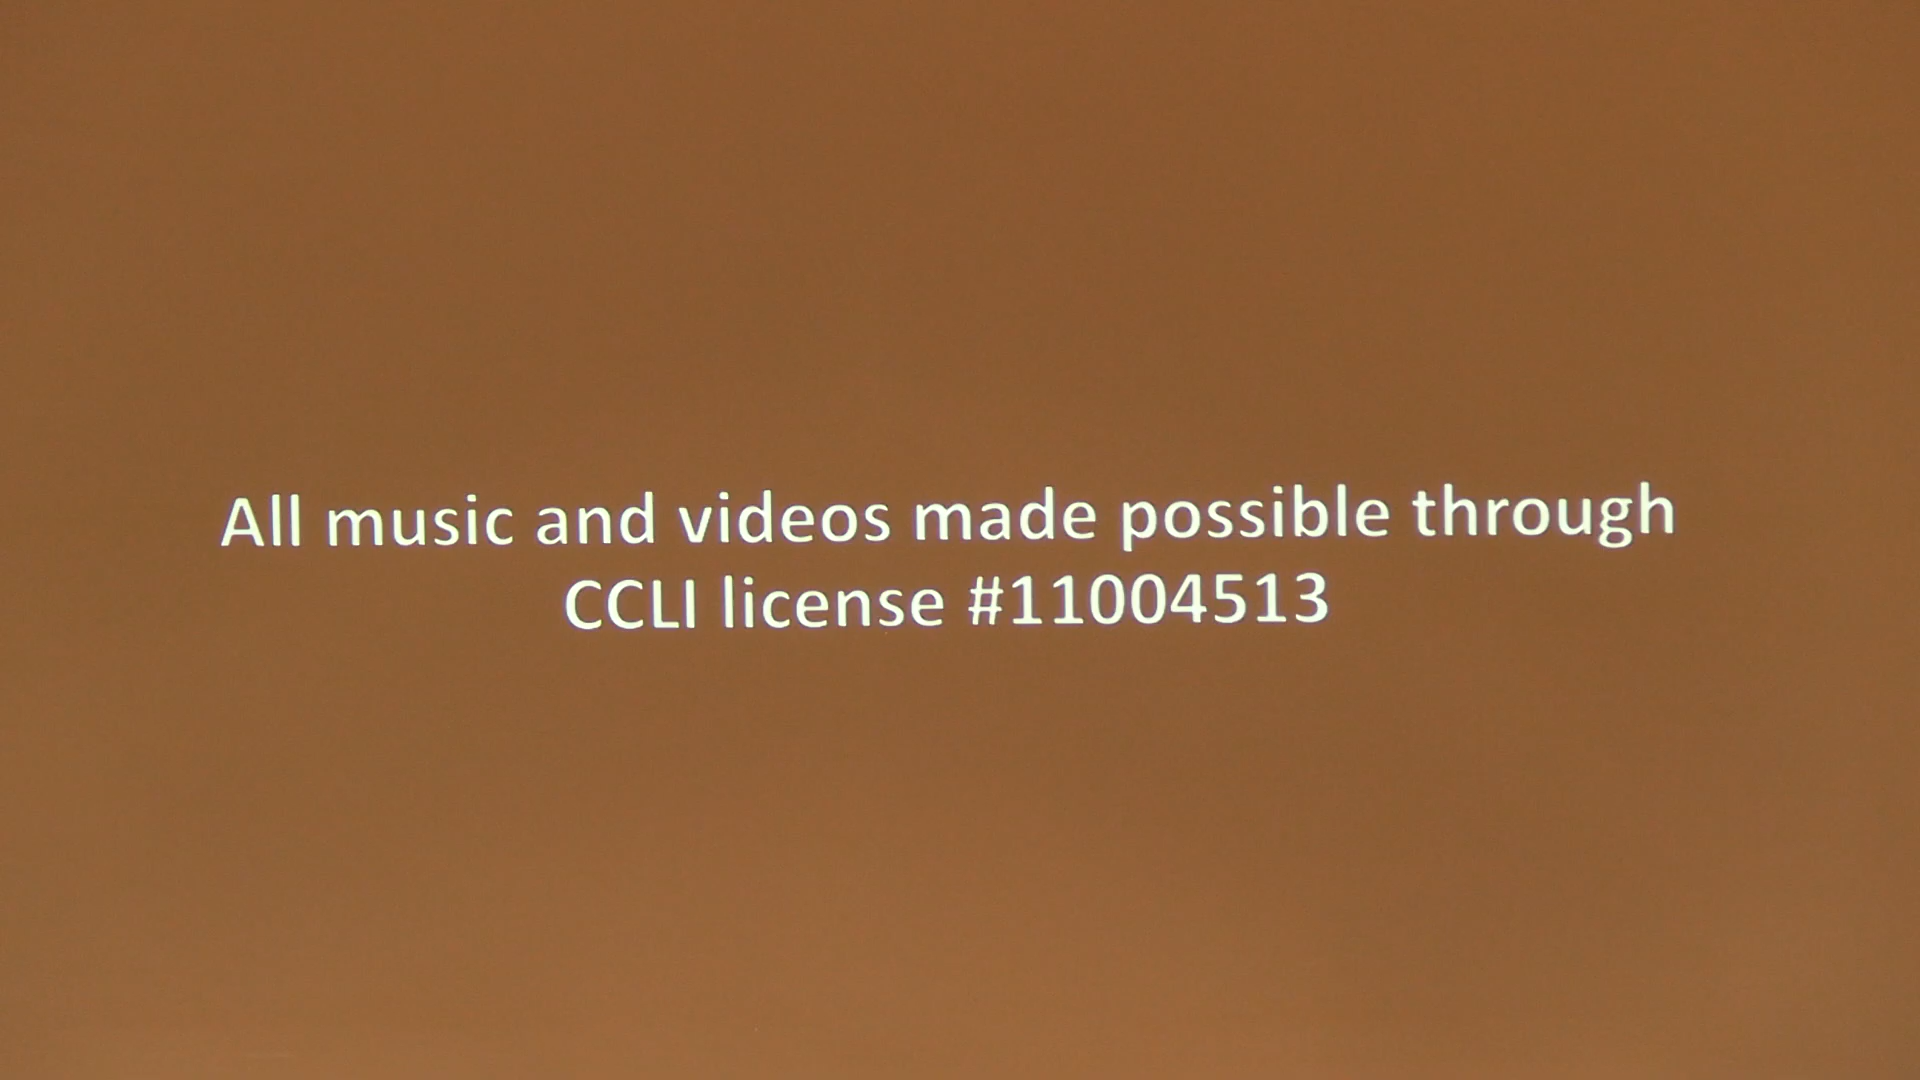 All music and videos made possible through
CCLI license #11004513